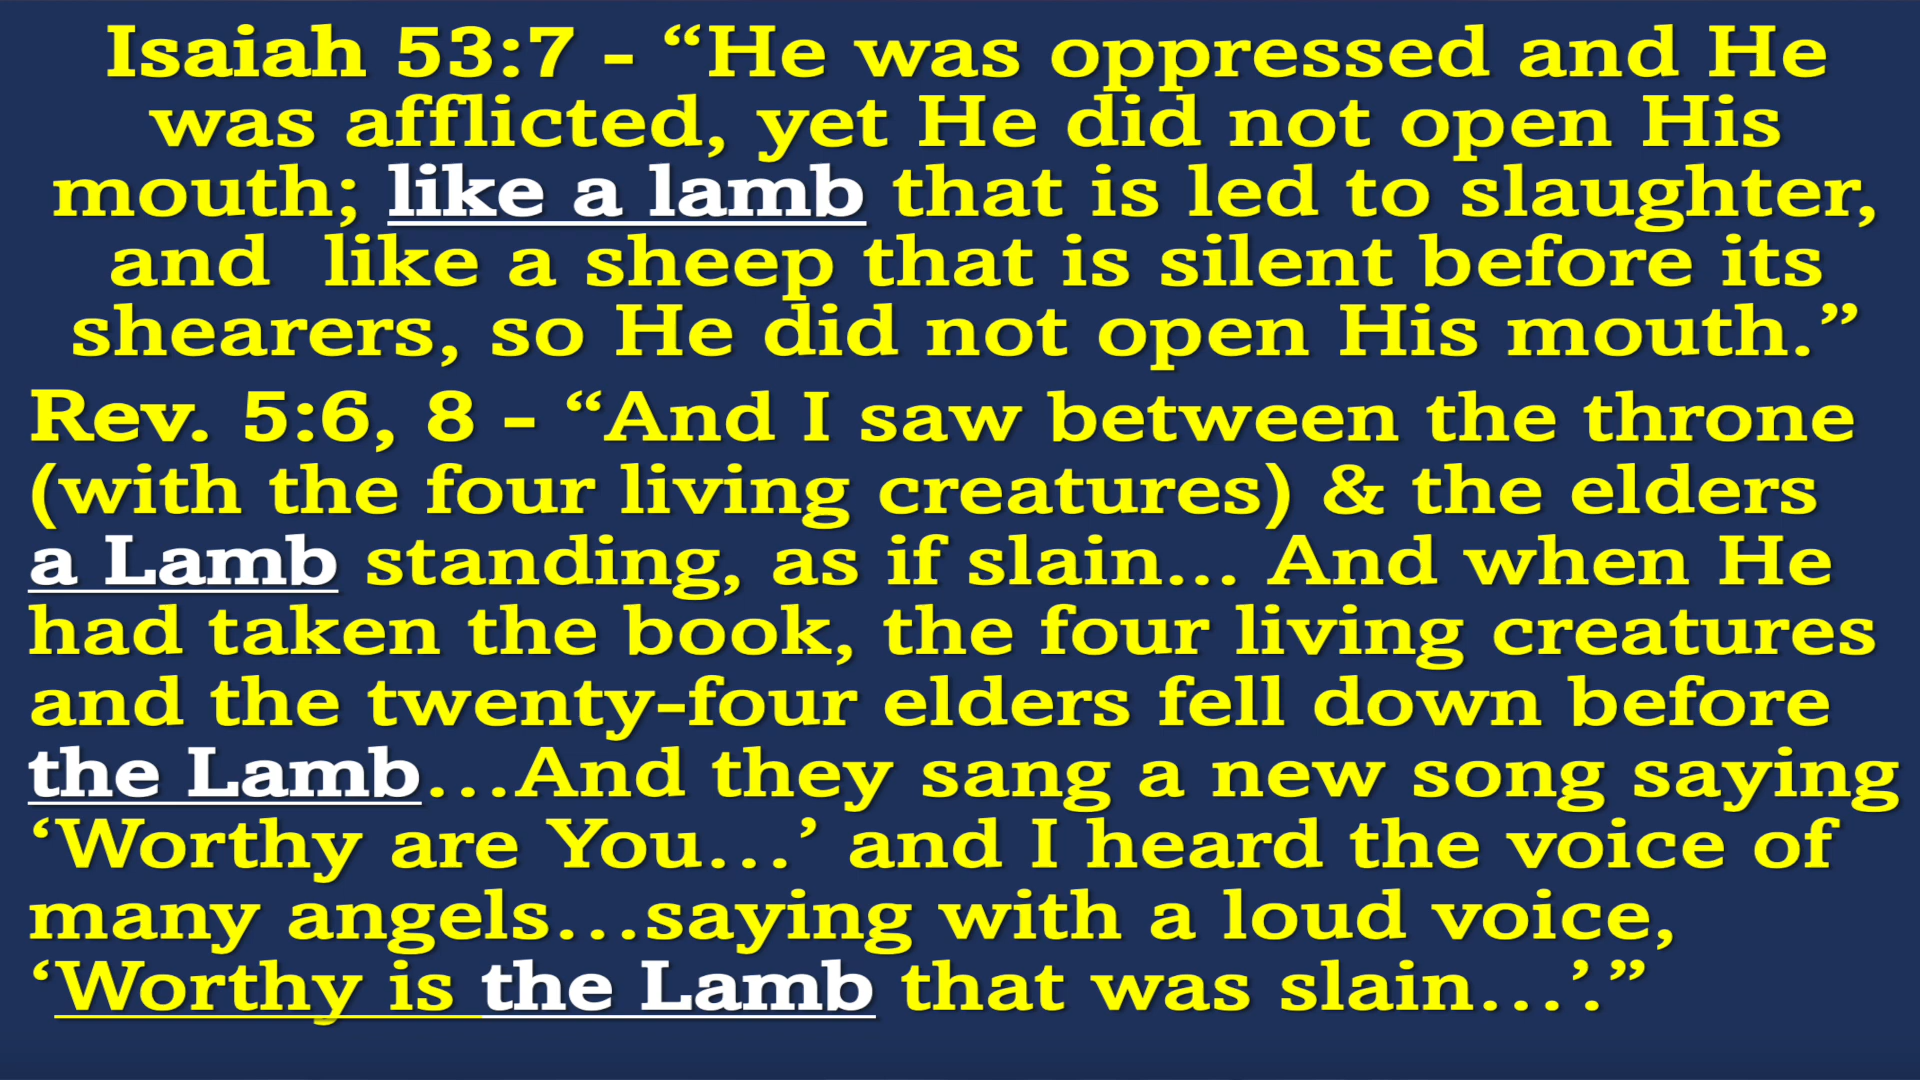 Isaiah 53:7 - “He was oppressed and He
was afflicted, yet He did not open His
mouth; like a lamb that is led to slaughter,
and like a sheep that is silent before its
shearers, so He did not open His mouth.”
Rev. 5:6, 8 - “And I saw between the throne
(with the four living creatures) & the elders
a Lamb standing, as if slain... And when He
had taken the book, the four living creatures
and the twenty-four elders fell down before
the Lamb...And they sang a new song saying
‘Worthy are You...’ and I heard the voice of
many angels...saying with a loud voice,
‘Worthy is the Lamb that was slain...’.”